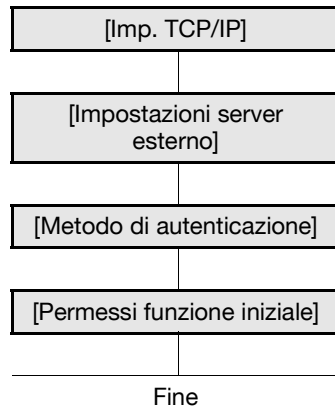 [Imp. TCP/IP]
[Impostazioni server
esterno]
[Metodo di autenticazione]
[Permessi funzione iniziale]
Fine